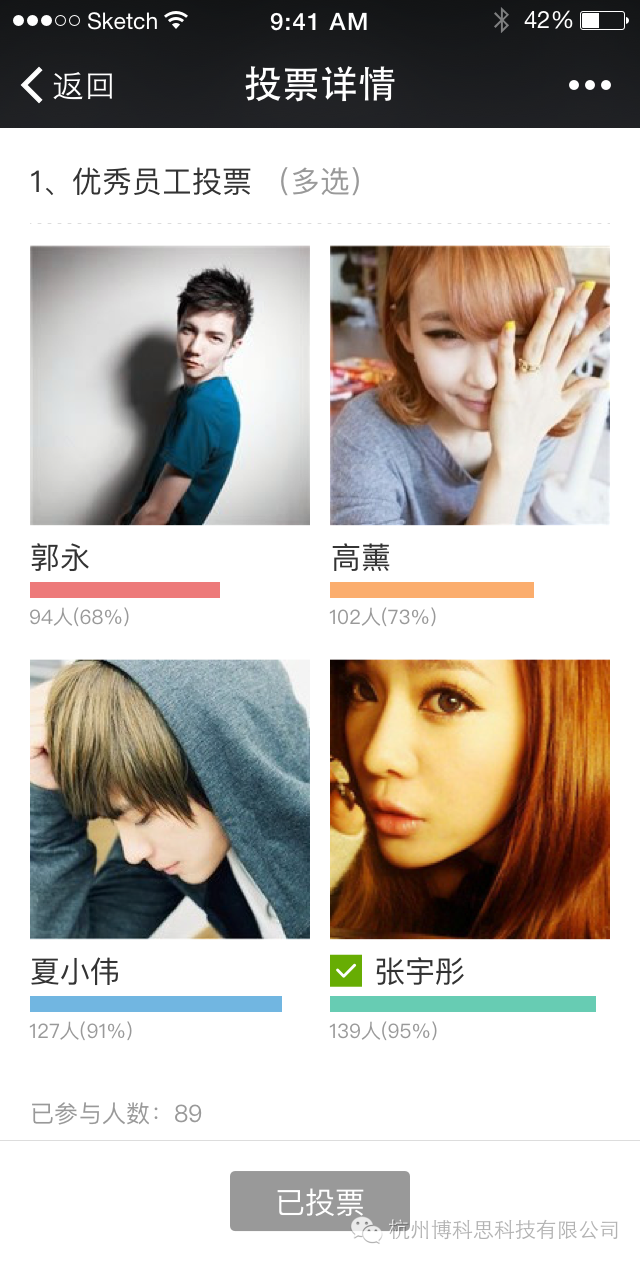 Sketch 9:41 AM 42%
返回 投票详情
1、优秀员工投票 （多选）
郭永 高薰
94人(68%) 102人(73%)
夏小伟 张宇彤
127人(91%) 139人(95%)
已参与人数：89
已投票
杭州博科思科技有限公司